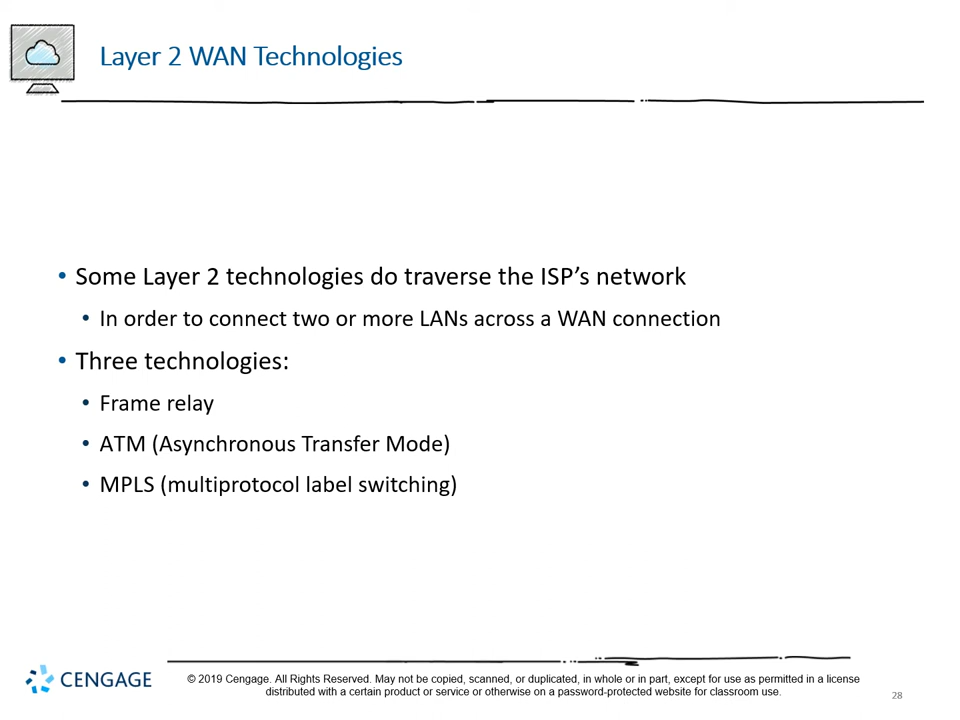 Layer 2 WAN Technologies
• Some Layer 2 technologies do traverse the ISP’s network
• In order to connect two or more LANs across a WAN connection
• Three technologies:
• Frame relay
• ATM (Asynchronous Transfer Mode)
• MPLS (multiprotocol label switching)
CENGAGE
© 2019 Cengage. All Rights Reserved. May not be copied, scanned, or duplicated, in whole or in part, except for use as permitted in a license
distributed with a certain product or service or otherwise on a password-protected website for classroom use.
28